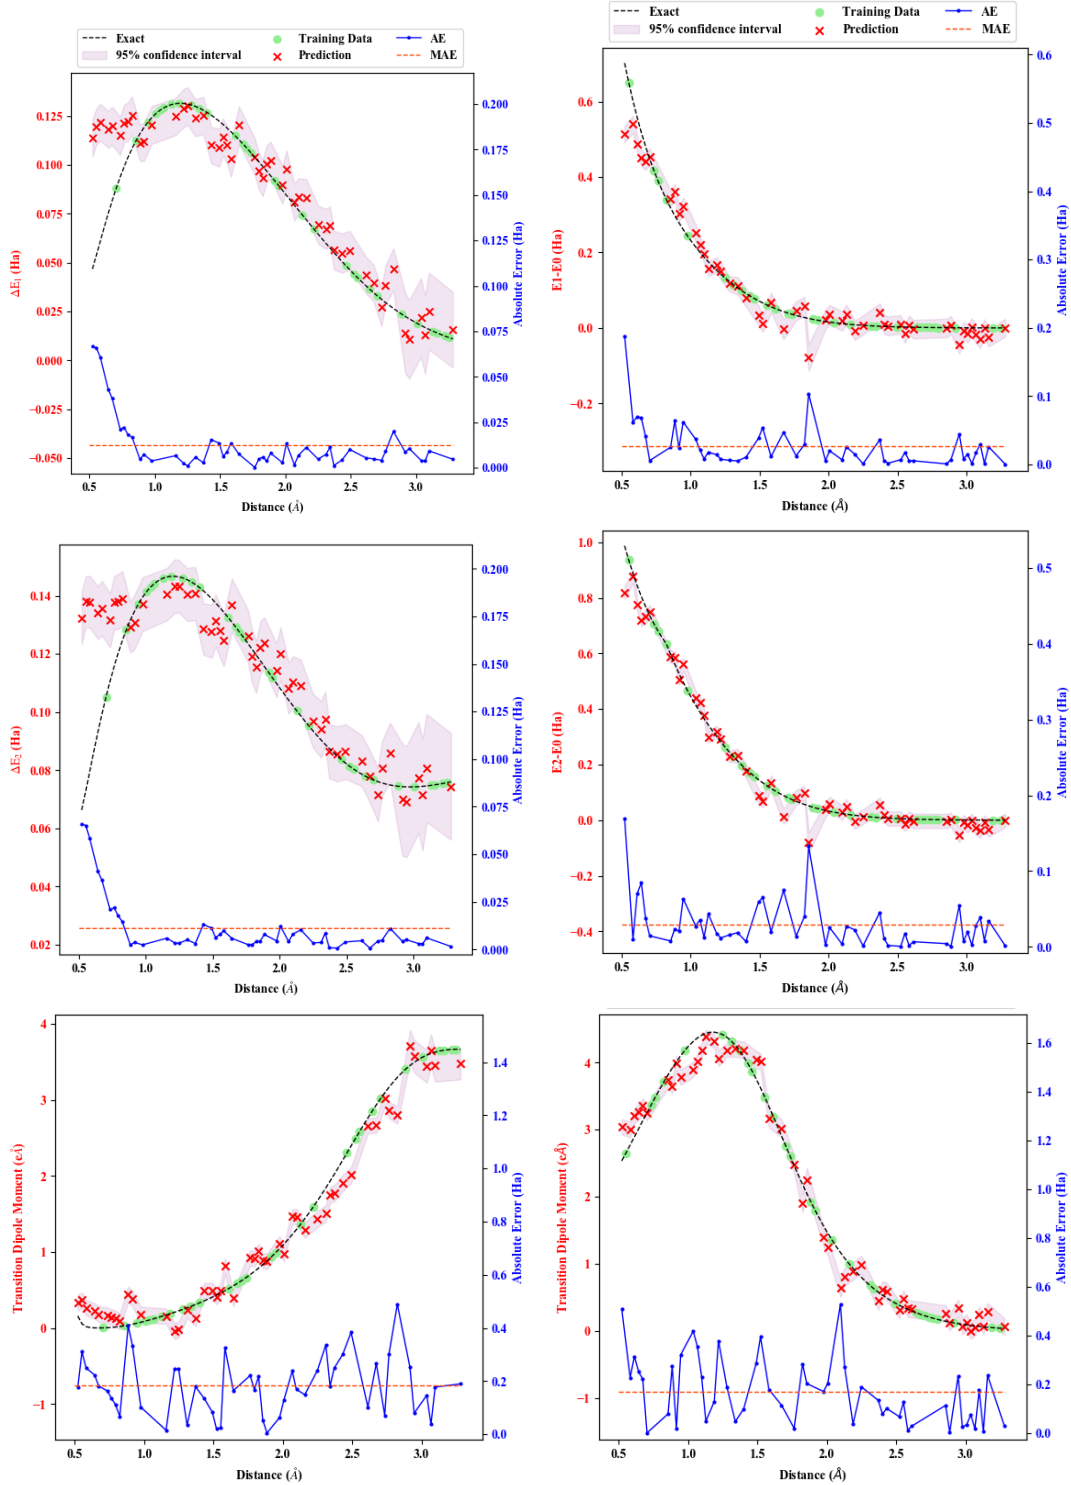 Exact
95% confidence interval
Training Data
Prediction
AE
MAE
0.125
0.100
0.075
0.050
0.025
0.000
−0.025
−0.050
ΔE1 (Ha)
0.200
0.175
0.150
0.125
0.100
0.075
0.050
0.025
0.000
Absolute Error (Ha)
0.5 1.0 1.5 2.0 2.5 3.0
Distance (Å)
Exact
95% confidence interval
Training Data
Prediction
AE
MAE
0.6
0.4
0.2
0.0
−0.2
E1-E0 (Ha)
0.6
0.5
0.4
0.3
0.2
0.1
0.0
Absolute Error (Ha)
0.5 1.0 1.5 2.0 2.5 3.0
Distance (Å)
0.14
0.12
0.10
0.08
0.06
0.04
0.02
ΔE2 (Ha)
0.200
0.175
0.150
0.125
0.100
0.075
0.050
0.025
0.000
Absolute Error (Ha)
0.5 1.0 1.5 2.0 2.5 3.0
Distance (Å)
1.0
0.8
0.6
0.4
0.2
0.0
−0.2
−0.4
E2-E0 (Ha)
0.5
0.4
0.3
0.2
0.1
0.0
Absolute Error (Ha)
0.5 1.0 1.5 2.0 2.5 3.0
Distance (Å)
4
3
2
1
0
−1
Transition Dipole Moment (eÅ)
1.4
1.2
1.0
0.8
0.6
0.4
0.2
0.0
Absolute Error (Ha)
0.5 1.0 1.5 2.0 2.5 3.0
Distance (Å)
4
3
2
1
0
−1
Transition Dipole Moment (eÅ)
1.6
1.4
1.2
1.0
0.8
0.6
0.4
0.2
0.0
Absolute Error (Ha)
0.5 1.0 1.5 2.0 2.5 3.0
Distance (Å)